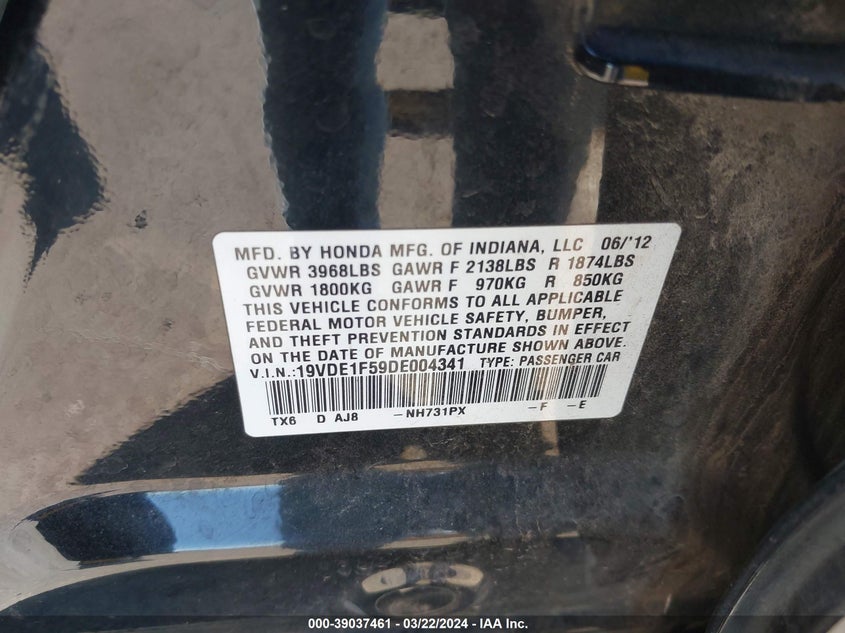 MFD. BY HONDA MFG. OF INDIANA, LLC 06/'12
GVWR 3968LBS GAWR F 2138LBS R 1874LBS
GVWR 1800KG GAWR F 970KG R 850KG
THIS VEHICLE CONFORMS TO ALL APPLICABLE
FEDERAL MOTOR VEHICLE SAFETY, BUMPER,
AND THEFT PREVENTION STANDARDS IN EFFECT
ON THE DATE OF MANUFACTURE SHOWN ABOVE.
V.I.N.:19VDE1F59DE004341 TYPE: PASSENGER CAR
TX6 D AJ8 -NH731PX -F -E
000-39037461 - 03/22/2024 - IAA Inc.